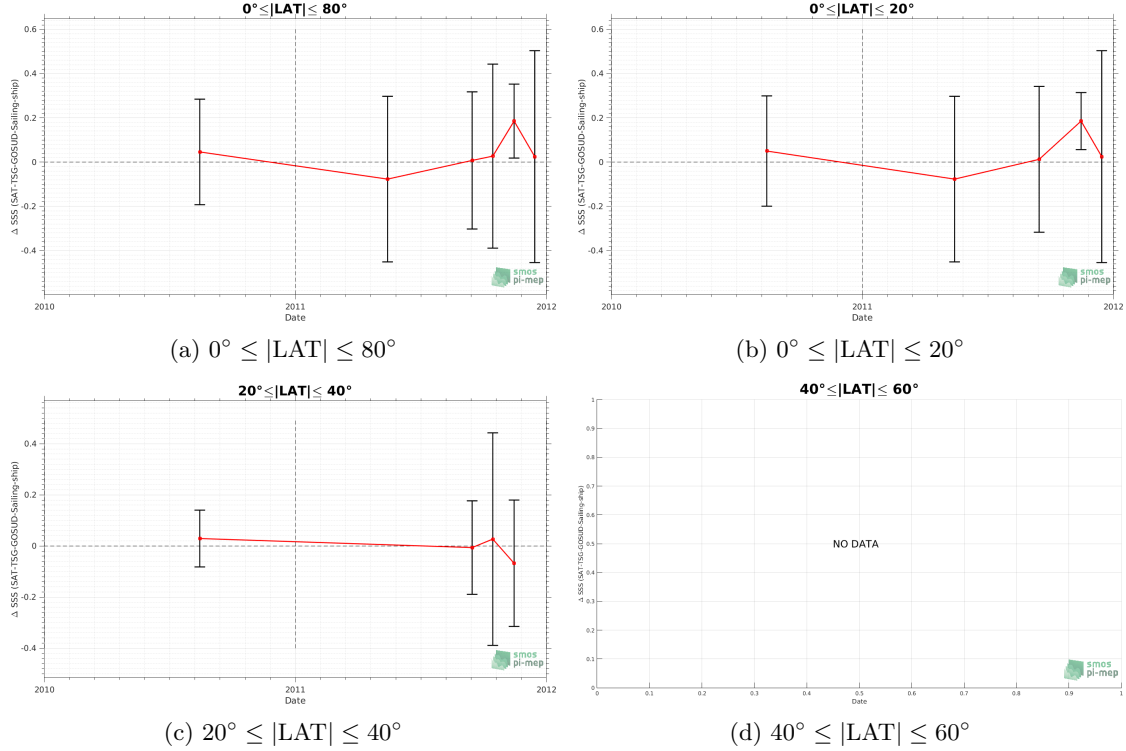 0°≤|LAT|≤ 80°
0.6
0.4
0.2
0
-0.2
-0.4
Δ SSS (SAT-TSG-GOSUD-Sailing-ship)
2010
2011
2012
Date
smos
pi-mep
(a) 0° ≤ |LAT| ≤ 80°
0°≤|LAT|≤ 20°
0.6
0.4
0.2
0
-0.2
-0.4
Δ SSS (SAT-TSG-GOSUD-Sailing-ship)
2010
2011
2012
Date
smos
pi-mep
(b) 0° ≤ |LAT| ≤ 20°
20°≤|LAT|≤ 40°
0.4
0.2
0
-0.2
-0.4
Δ SSS (SAT-TSG-GOSUD-Sailing-ship)
2010
2011
2012
Date
smos
pi-mep
(c) 20° ≤ |LAT| ≤ 40°
40°≤|LAT|≤ 60°
1
0.9
0.8
0.7
0.6
0.5
0.4
0.3
0.2
0.1
0
Δ SSS (SAT-TSG-GOSUD-Sailing-ship)
NO DATA
0 0.1 0.2 0.3 0.4 0.5 0.6 0.7 0.8 0.9 1
Date
smos
pi-mep
(d) 40° ≤ |LAT| ≤ 60°